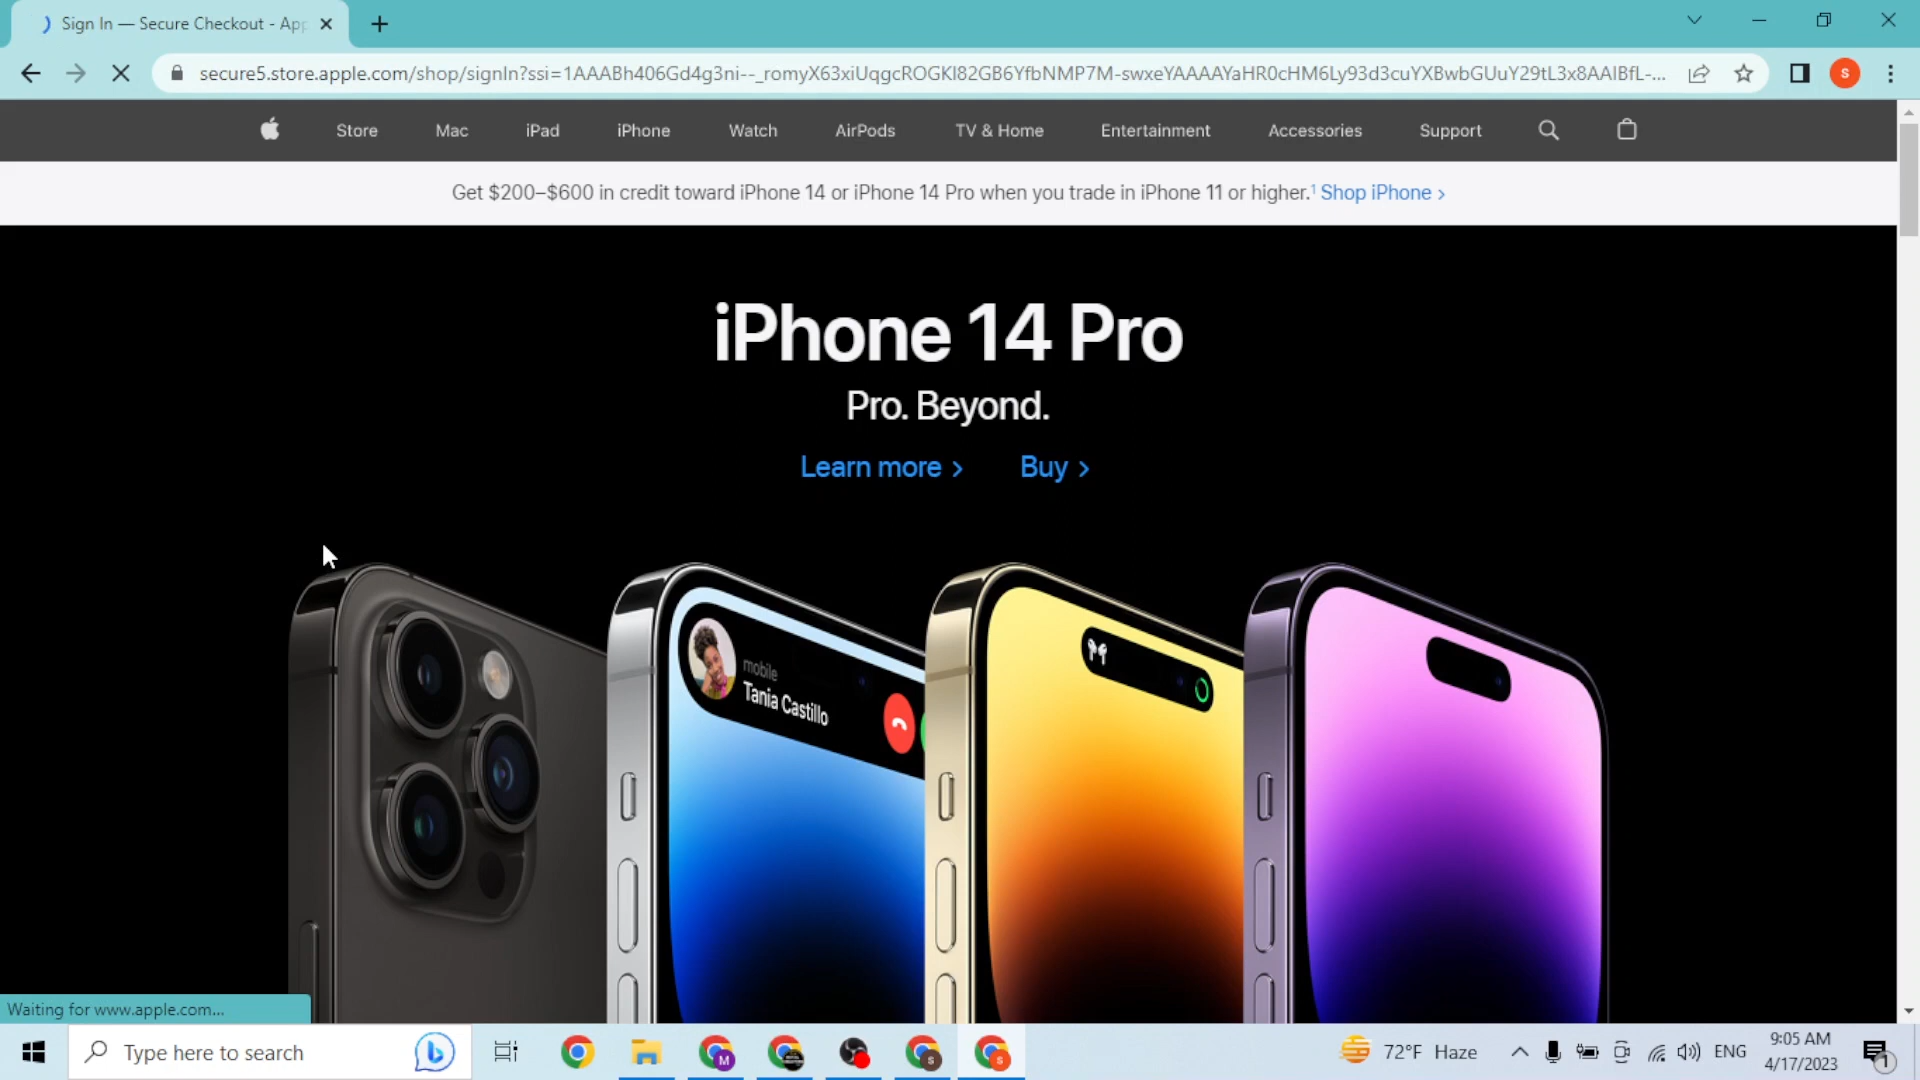 Sign In — Secure Checkout - App
secure5.store.apple.com/shop/signIn?ssi=1AAABh406Gd4g3ni--_romyX63xiUqgcROGKI82GB6YfbNMP7M-swxeYAAAAYaHR0cHM6Ly93d3cuYXBwbGUuY29tL3x8AAIBfL-...
S
Store Mac iPad iPhone Watch AirPods TV & Home Entertainment Accessories Support
Get $200–$600 in credit toward iPhone 14 or iPhone 14 Pro when you trade in iPhone 11 or higher.¹ Shop iPhone >
iPhone 14 Pro
Pro. Beyond.
Learn more > Buy >
mobile
Tania Castillo
Waiting for www.apple.com...
Type here to search
M
S
S
72°F Haze
ENG
9:05 AM
4/17/2023
1